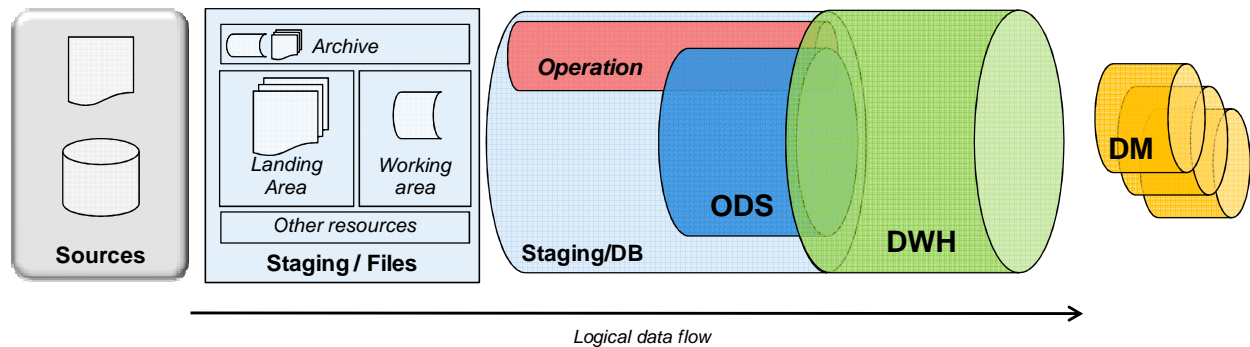 Sources
Archive
Landing
Area
Working
area
Other resources
Staging / Files
Operation
ODS
Staging/DB
DWH
DM
Logical data flow